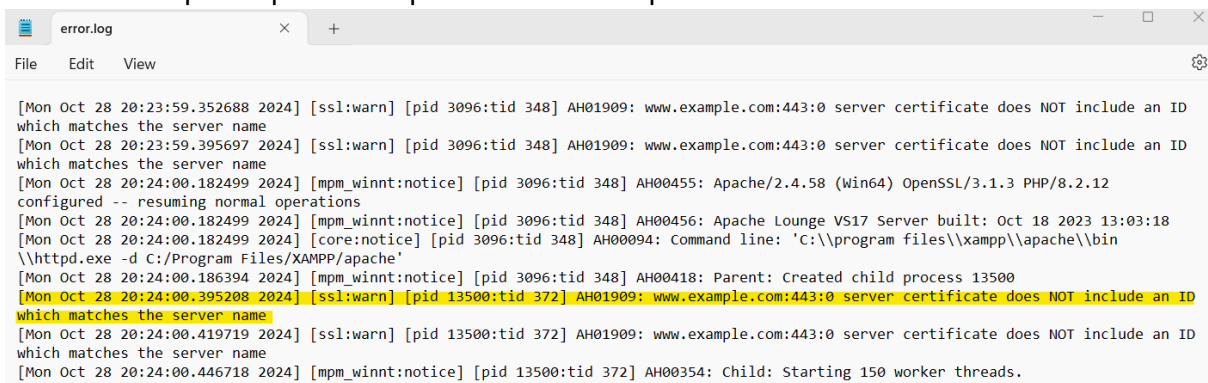 error.log
File Edit View
[Mon Oct 28 20:23:59.352688 2024] [ssl:warn] [pid 3096:tid 348] AH01909: www.example.com:443:0 server certificate does NOT include an ID
which matches the server name
[Mon Oct 28 20:23:59.395697 2024] [ssl:warn] [pid 3096:tid 348] AH01909: www.example.com:443:0 server certificate does NOT include an ID
which matches the server name
[Mon Oct 28 20:24:00.182499 2024] [mpm_winnt:notice] [pid 3096:tid 348] AH00455: Apache/2.4.58 (Win64) OpenSSL/3.1.3 PHP/8.2.12
configured -- resuming normal operations
[Mon Oct 28 20:24:00.182499 2024] [mpm_winnt:notice] [pid 3096:tid 348] AH00456: Apache Lounge VS17 Server built: Oct 18 2023 13:03:18
[Mon Oct 28 20:24:00.182499 2024] [core:notice] [pid 3096:tid 348] AH00094: Command line: 'C:\\program files\\xampp\\apache\\bin
\\httpd.exe -d C:/Program Files/XAMPP/apache'
[Mon Oct 28 20:24:00.186394 2024] [mpm_winnt:notice] [pid 3096:tid 348] AH00418: Parent: Created child process 13500
[Mon Oct 28 20:24:00.395208 2024] [ssl:warn] [pid 13500:tid 372] AH01909: www.example.com:443:0 server certificate does NOT include an ID
which matches the server name
[Mon Oct 28 20:24:00.419719 2024] [ssl:warn] [pid 13500:tid 372] AH01909: www.example.com:443:0 server certificate does NOT include an ID
which matches the server name
[Mon Oct 28 20:24:00.446718 2024] [mpm_winnt:notice] [pid 13500:tid 372] AH00354: Child: Starting 150 worker threads.